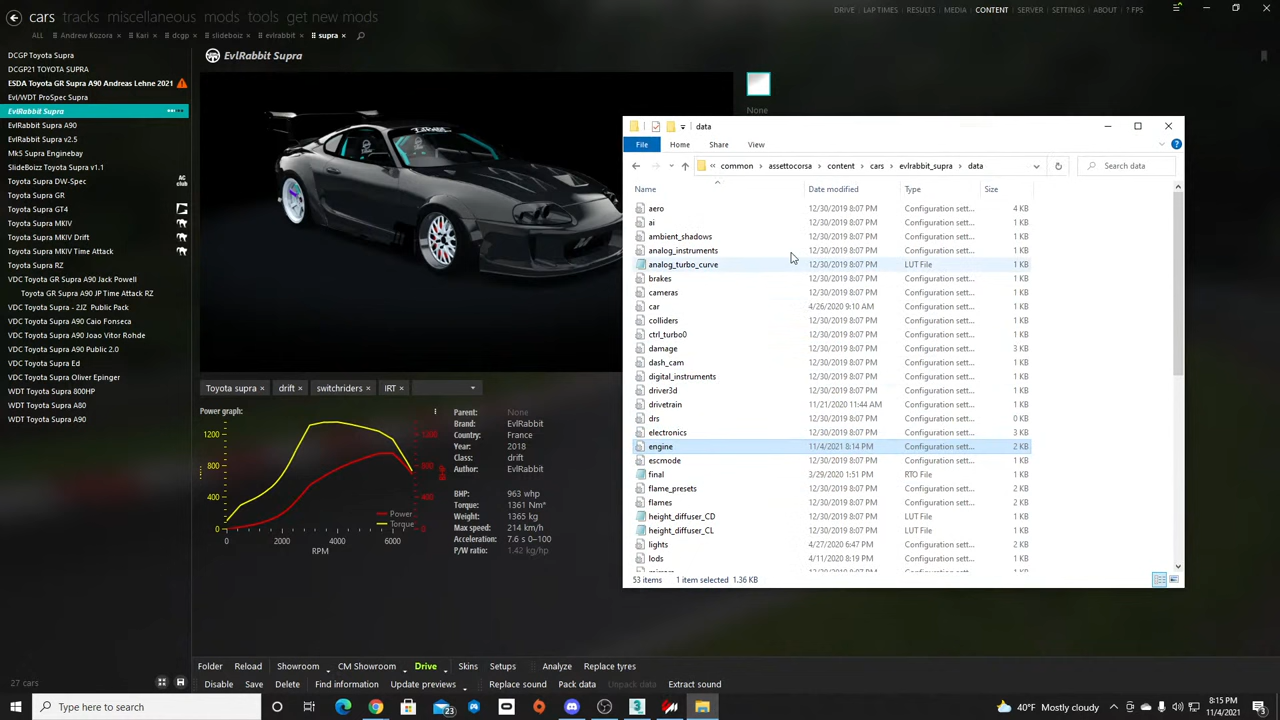 cars tracks miscellaneous mods tools get new mods
DRIVE LAP TIMES RESULTS MEDIA CONTENT SERVER SETTINGS ABOUT ? FPS
ALL Andrew Kozora × Kari × dcgp × slideboiz × evlrabbit × supra ×
DCGP Toyota Supra
DCGP21 TOYOTA SUPRA
ESDA Toyota GR Supra A90 Andreas Lehne 2021
Evl/WDT ProSpec Supra
EvlRabbit Supra
EvlRabbit Supra A90
EvlRabbit Supra v2.5
Mk5 Supra Enginebay
SlideBoizs Toyota Supra v1.1
Toyota Supra DW-Spec
AC club
Toyota Supra GR
Toyota Supra GT4
Toyota Supra MKIV
Toyota Supra MKIV Drift
Toyota Supra MKIV Time Attack
Toyota Supra RZ
VDC Toyota GR Supra A90 Jack Powell
Toyota GR Supra A90 JP Time Attack RZ
VDC Toyota Supra - 2JZ Public Pack
VDC Toyota Supra A90 Caio Fonseca
VDC Toyota Supra A90 Joao Vitor Rohde
VDC Toyota Supra A90 Public 2.0
VDC Toyota Supra Ed
VDC Toyota Supra Oliver Epinger
WDT Toyota Supra 800HP
WDT Toyota Supra A80
WDT Toyota Supra A90
27 cars
EvlRabbit Supra
None
Toyota supra × drift × switchriders × IRT ×
Power graph:
1200
800
400
0
1200
800
400
0
0 2000 4000 6000
RPM
Power
Torque
Parent: None
Brand: EvlRabbit
Country: France
Year: 2018
Class: drift
Author: EvlRabbit
BHP: 963 whp
Torque: 1361 Nm*
Weight: 1365 kg
Max speed: 214 km/h
Acceleration: 7.6 s 0–100
P/W ratio: 1.42 kg/hp
Folder Reload Showroom CM Showroom Drive Skins Setups Analyze Replace tyres
Disable Save Delete Find information Update previews Replace sound Pack data Unpack data Extract sound
data
File Home Share View
« common › assettocorsa › content › cars › evlrabbit_supra › data
Search data
Name Date modified Type Size
aero 12/30/2019 8:07 PM Configuration sett... 4 KB
ai 12/30/2019 8:07 PM Configuration sett... 1 KB
ambient_shadows 12/30/2019 8:07 PM Configuration sett... 1 KB
analog_instruments 12/30/2019 8:07 PM Configuration sett... 1 KB
analog_turbo_curve 12/30/2019 8:07 PM LUT File 1 KB
brakes 12/30/2019 8:07 PM Configuration sett... 1 KB
cameras 12/30/2019 8:07 PM Configuration sett... 1 KB
car 4/26/2020 9:10 AM Configuration sett... 1 KB
colliders 12/30/2019 8:07 PM Configuration sett... 1 KB
ctrl_turbo0 12/30/2019 8:07 PM Configuration sett... 1 KB
damage 12/30/2019 8:07 PM Configuration sett... 3 KB
dash_cam 12/30/2019 8:07 PM Configuration sett... 1 KB
digital_instruments 12/30/2019 8:07 PM Configuration sett... 1 KB
driver3d 12/30/2019 8:07 PM Configuration sett... 1 KB
drivetrain 11/21/2020 11:44 AM Configuration sett... 1 KB
drs 12/30/2019 8:07 PM Configuration sett... 0 KB
electronics 12/30/2019 8:07 PM Configuration sett... 1 KB
engine 11/4/2021 8:14 PM Configuration sett... 2 KB
escmode 12/30/2019 8:07 PM Configuration sett... 1 KB
final 3/29/2020 1:51 PM RTO File 1 KB
flame_presets 12/30/2019 8:07 PM Configuration sett... 2 KB
flames 12/30/2019 8:07 PM Configuration sett... 2 KB
height_diffuser_CD 12/30/2019 8:07 PM LUT File 1 KB
height_diffuser_CL 12/30/2019 8:07 PM LUT File 1 KB
lights 4/27/2020 6:47 PM Configuration sett... 2 KB
lods 4/11/2020 8:19 PM Configuration sett... 1 KB
53 items 1 item selected 1.36 KB
Type here to search
23
40°F Mostly cloudy
8:15 PM
11/4/2021